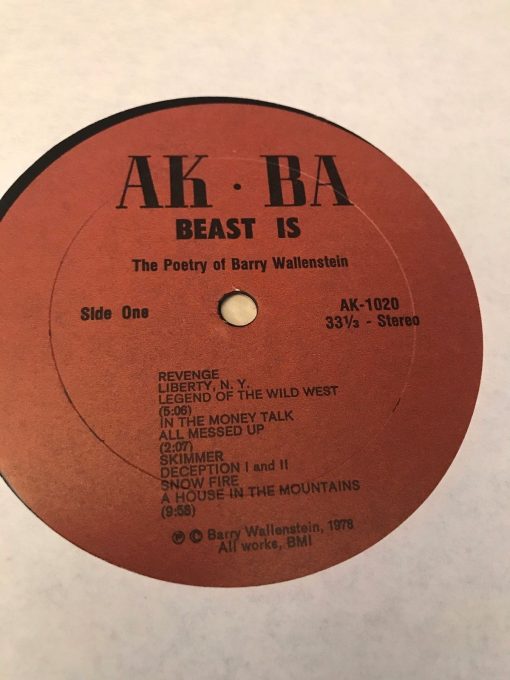 AK · BA
BEAST IS
The Poetry of Barry Wallenstein
Side One
AK-1020
33⅓ - Stereo
REVENGE
LIBERTY, N. Y.
LEGEND OF THE WILD WEST
(5:06)
IN THE MONEY TALK
ALL MESSED UP
(2:07)
SKIMMER
DECEPTION I and II
SNOW FIRE
A HOUSE IN THE MOUNTAINS
(9:58)
℗ © Barry Wallenstein, 1978
All works, BMI